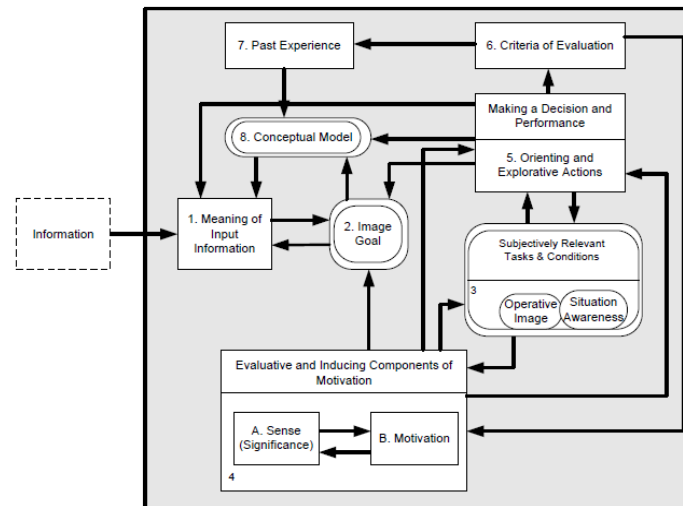 7. Past Experience
6. Criteria of Evaluation
Making a Decision and
Performance
8. Conceptual Model
5. Orienting and
Explorative Actions
Information
1. Meaning of
Input
Information
2. Image
Goal
Subjectively Relevant
Tasks & Conditions
3
Operative
Image
Situation
Awareness
Evaluative and Inducing Components of
Motivation
A. Sense
(Significance)
B. Motivation
4